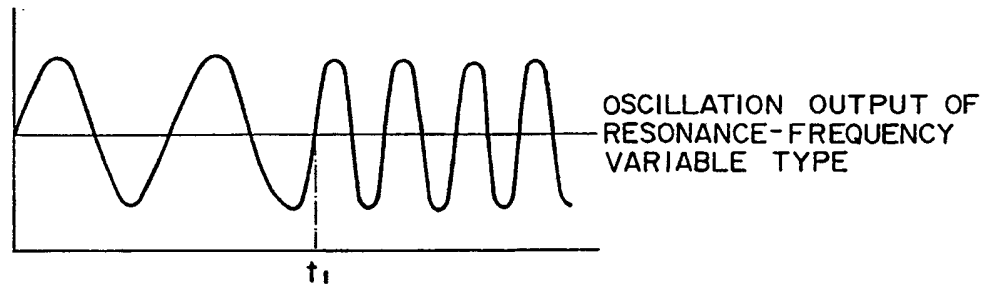 OSCILLATION OUTPUT OF
RESONANCE-FREQUENCY
VARIABLE TYPE
t₁